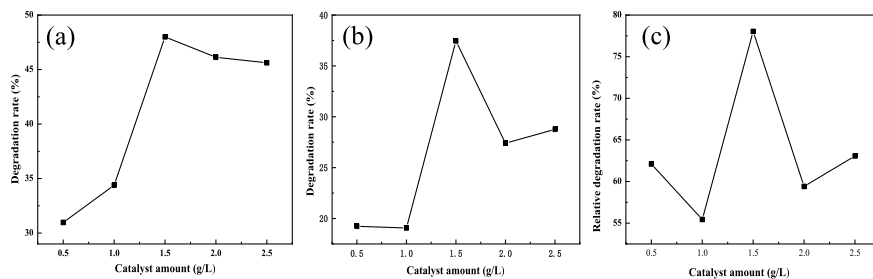 (a)
Degradation rate (%)
50
45
40
35
30
0.5 1.0 1.5 2.0 2.5
Catalyst amount (g/L)
(b)
Degradation rate (%)
40
35
30
25
20
0.5 1.0 1.5 2.0 2.5
Catalyst amount (g/L)
(c)
Relative degradation rate (%)
80
75
70
65
60
55
0.5 1.0 1.5 2.0 2.5
Catalyst amount (g/L)